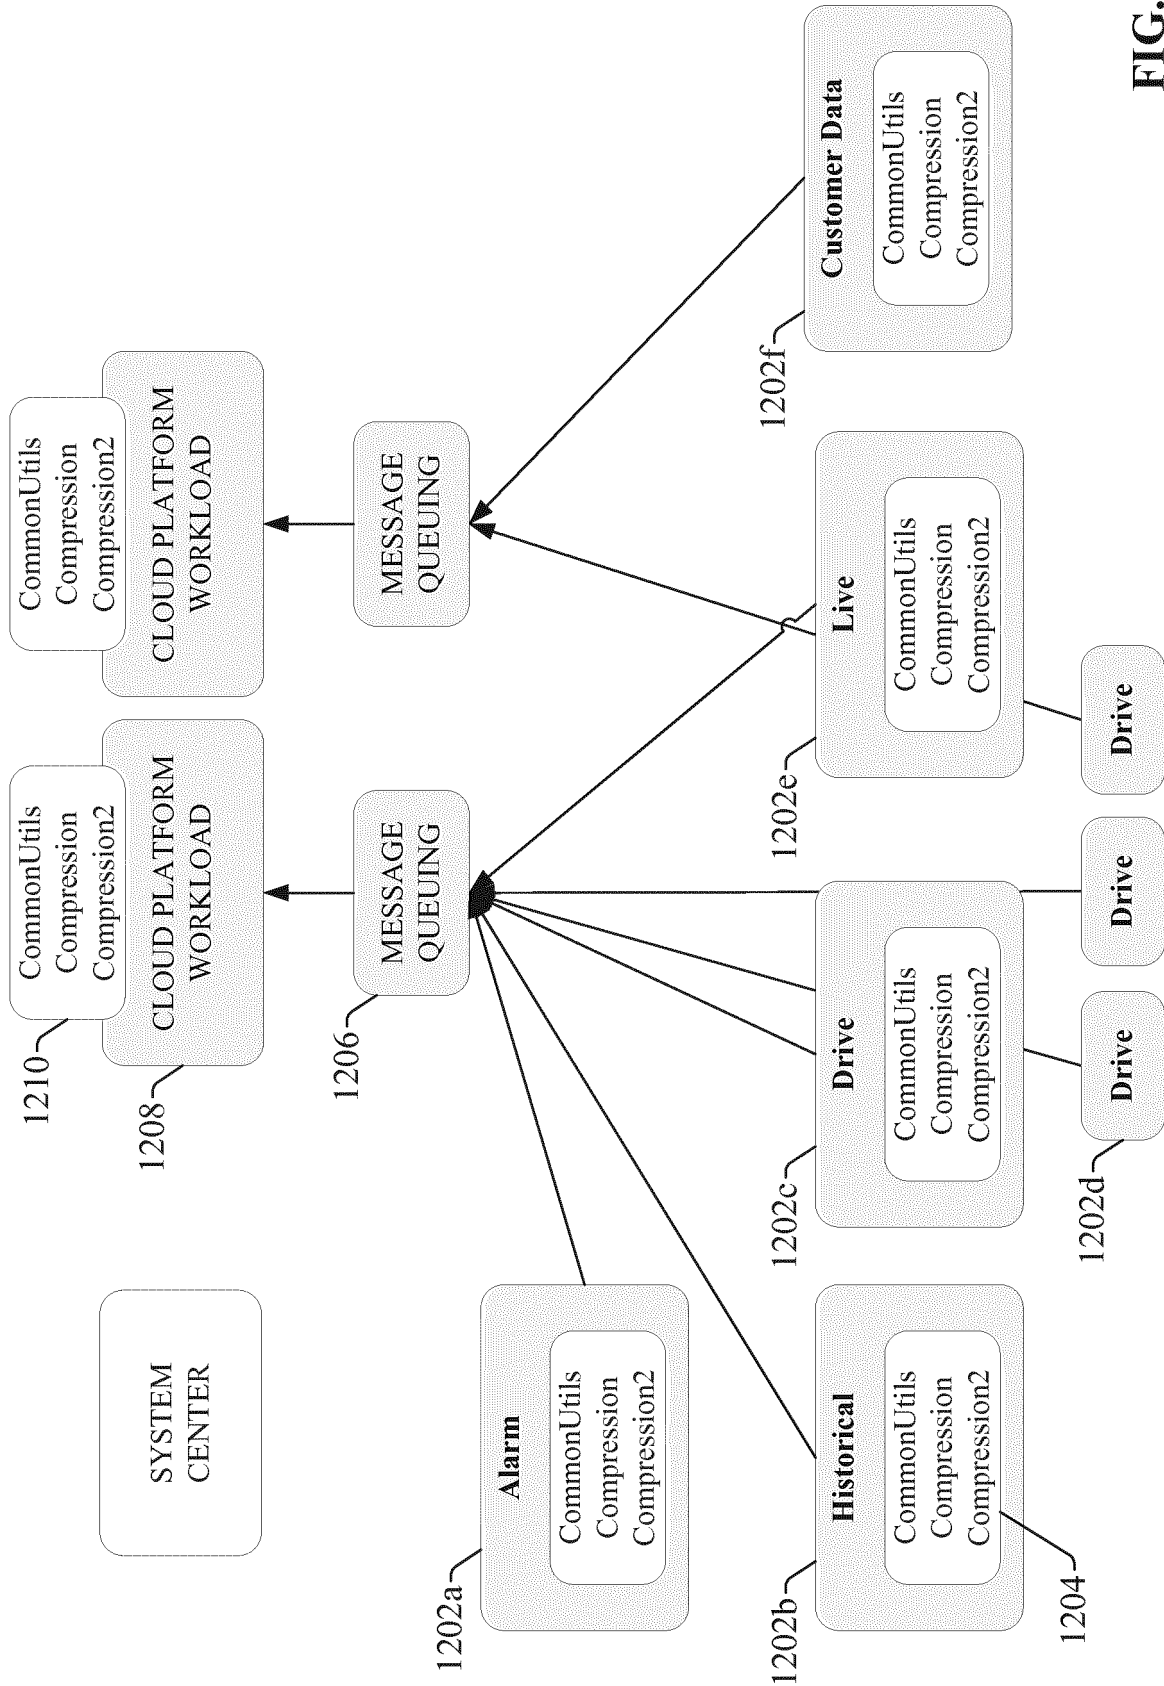 SYSTEM
CENTER
1210
CommonUtils
Compression
Compression2
1208
CLOUD PLATFORM
WORKLOAD
CommonUtils
Compression
Compression2
CLOUD PLATFORM
WORKLOAD
1206
MESSAGE
QUEUING
MESSAGE
QUEUING
1202a
Alarm
CommonUtils
Compression
Compression2
1202b
Historical
CommonUtils
Compression
Compression2
1204
1202c
Drive
CommonUtils
Compression
Compression2
1202e
Live
CommonUtils
Compression
Compression2
1202f
Customer Data
CommonUtils
Compression
Compression2
1202d
Drive
Drive
Drive
FIG.